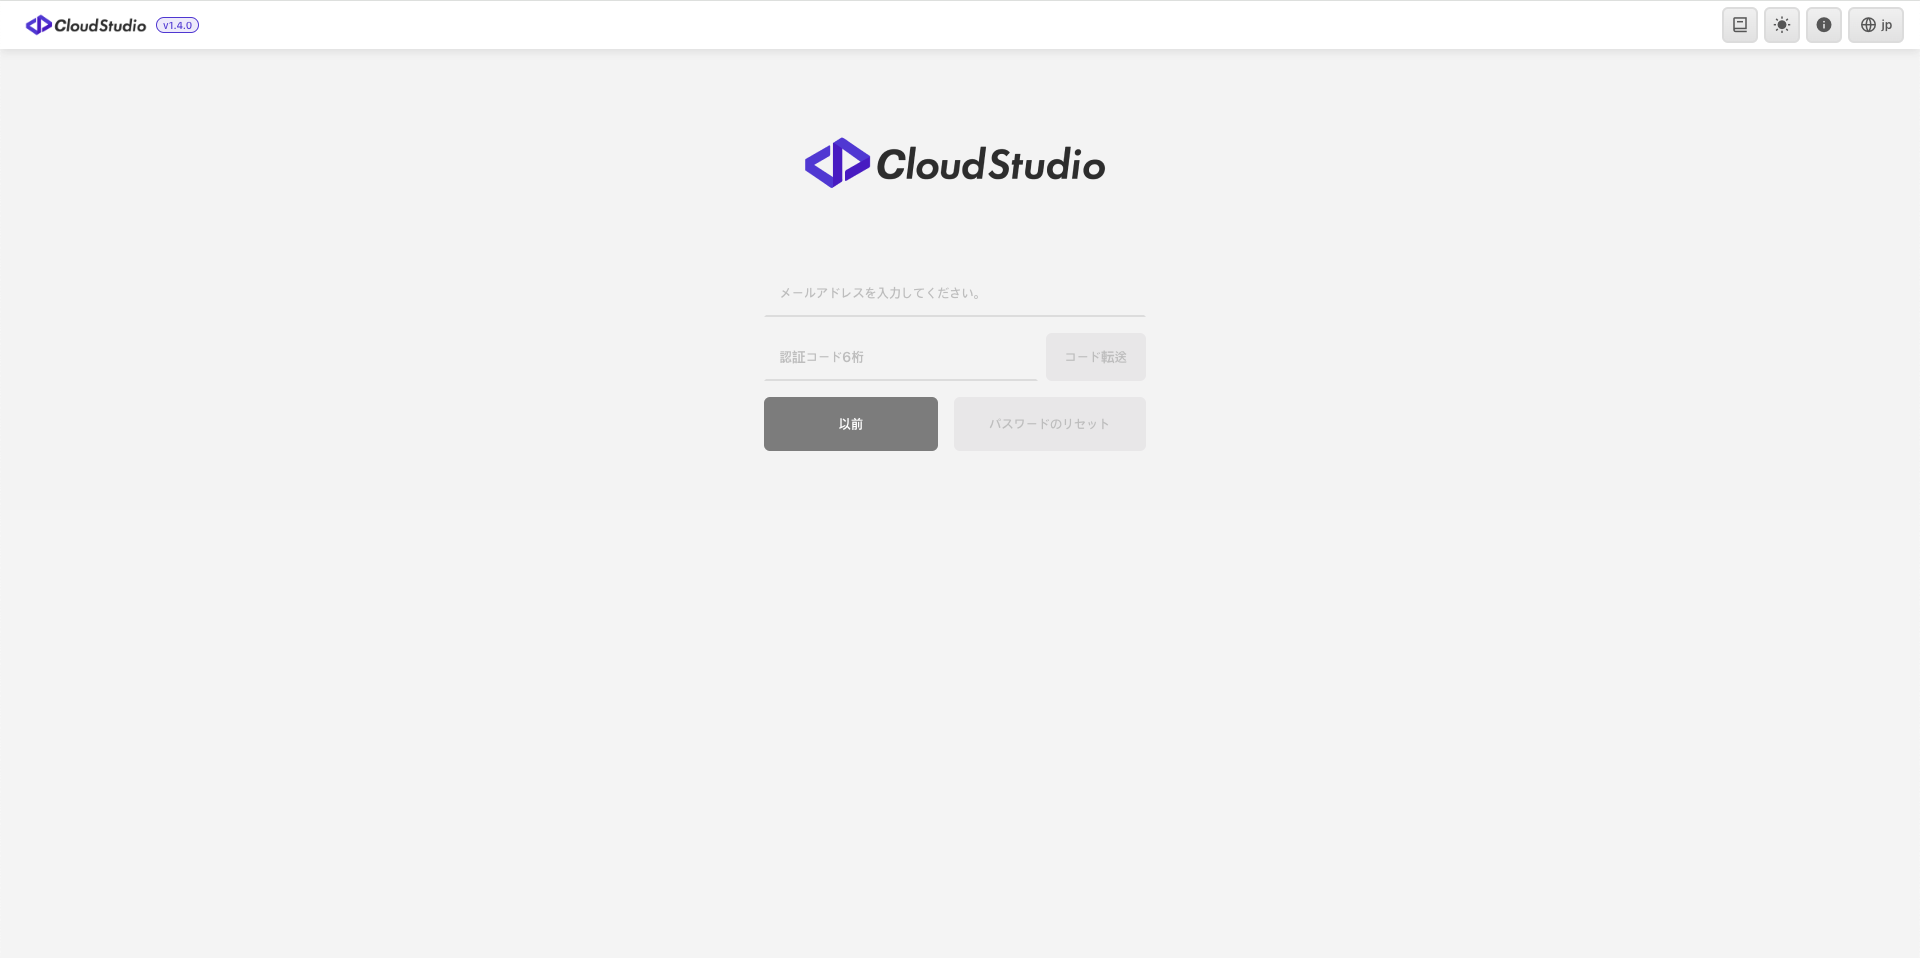 CloudStudio v1.4.0
jp
CloudStudio
メールアドレスを入力してください。
認証コード6桁
コード転送
以前
パスワードのリセット